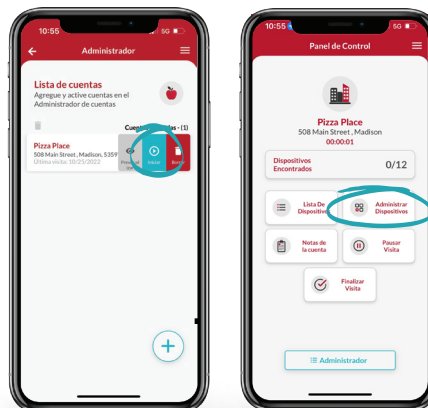 10:55
5G
Administrador
Lista de cuentas
Agregue y active cuentas en el
Administrador de cuentas
(1)
Pizza Place
508 Main Street, Madison, 5359
Última visita: 10/25/2022
Iniciar
10:55
5G
Panel de Control
Pizza Place
508 Main Street, Madison
00:00:01
Dispositivos
Encontrados
0/12
Lista De
Dispositivos
Administrar
Dispositivos
Notas de
la cuenta
Pausar
Visita
Finalizar
Visita
Administrador